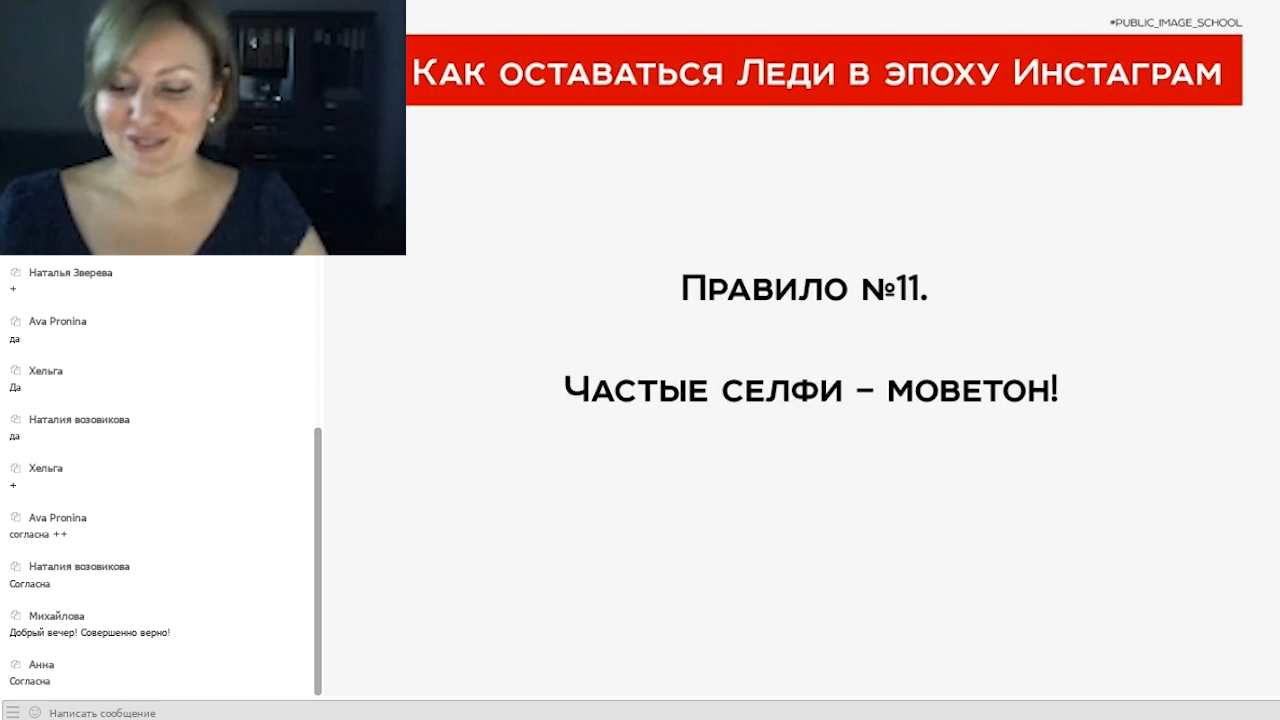 #PUBLIC_IMAGE_SCHOOL
Как оставаться Леди в эпоху Инстаграм
Правило №11.
Частые селфи – моветон!
Наталья Зверева
+
Ava Pronina
да
Хельга
Да
Наталия возовикова
да
Хельга
+
Ava Pronina
согласна ++
Наталия возовикова
Согласна
Михайлова
Добрый вечер! Совершенно верно!
Анна
Согласна
Написать сообщение